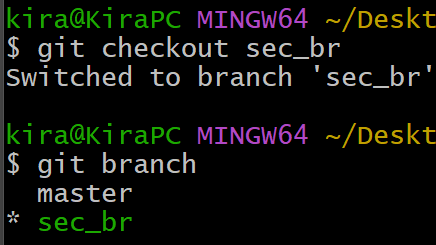 kira@KiraPC MINGW64 ~/Deskt
$ git checkout sec_br
Switched to branch 'sec_br'
kira@KiraPC MINGW64 ~/Deskt
$ git branch
master
* sec_br